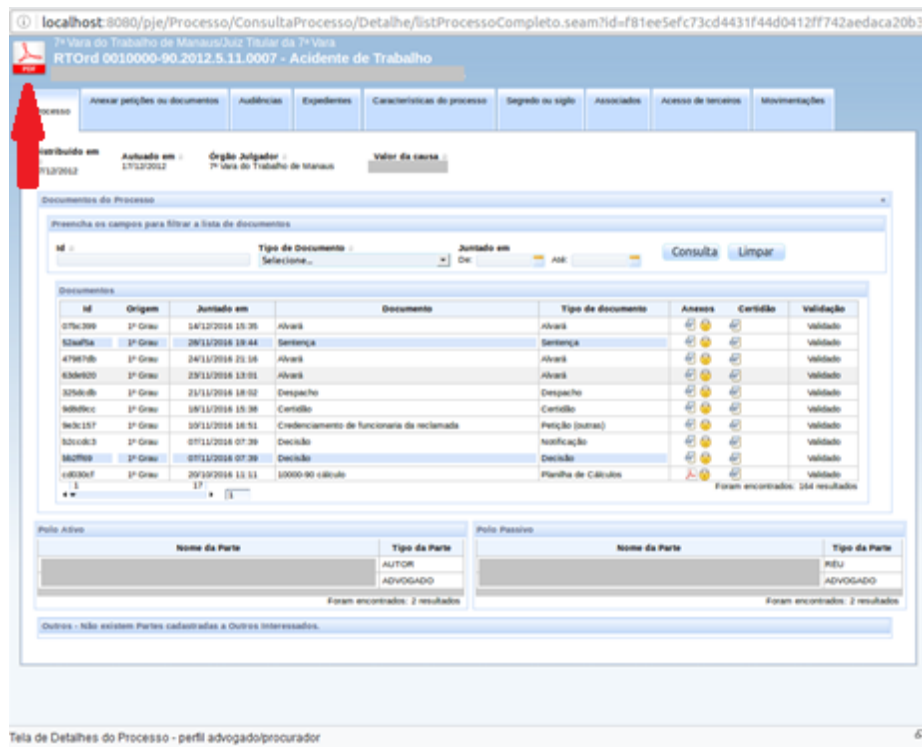 localhost:8080/pje/Processo/ConsultaProcesso/Detalhe/listProcessoCompleto.seam?id=f81ee5efc73cd4431f44d0412ff742aedaca20b3
7ª Vara do Trabalho de Manaus/Juiz Titular da 7ª Vara
RTOrd 0010000-90.2012.5.11.0007 - Acidente de Trabalho
PDF
Anexar petições ou documentos Audiências Expedientes Características do processo Segredo ou sigilo Associados Acesso de terceiros Movimentações
Autuado em Órgão Julgador Valor da causa
17/12/2012 7ª Vara do Trabalho de Manaus
Documentos do Processo
Preencha os campos para filtrar a lista de documentos
Id Tipo de Documento Juntado em
Selecione... De: Até: Consulta Limpar
Documentos
Id Origem Juntado em Documento Tipo de documento Anexos Certidão Validação
075c399 1º Grau 14/12/2016 15:35 Alvará Alvará Validado
52aaf5a 1º Grau 28/11/2016 19:44 Sentença Sentença Validado
47987db 1º Grau 24/11/2016 21:16 Alvará Alvará Validado
63de920 1º Grau 23/11/2016 13:01 Alvará Alvará Validado
325dcdb 1º Grau 21/11/2016 18:02 Despacho Despacho Validado
9d8d9cc 1º Grau 18/11/2016 15:38 Certidão Certidão Validado
9e3c157 1º Grau 10/11/2016 16:51 Credenciamento de funcionaria da reclamada Petição (outras) Validado
b2ccdc3 1º Grau 07/11/2016 07:39 Decisão Notificação Validado
5b2ff69 1º Grau 07/11/2016 07:39 Decisão Decisão Validado
cd030cf 1º Grau 20/10/2016 11:11 10000-90 cálculo Planilha de Cálculos Validado
1 17 Foram encontrados: 164 resultados
1
Polo Ativo Polo Passivo
Nome da Parte Tipo da Parte Nome da Parte Tipo da Parte
AUTOR RÉU
ADVOGADO ADVOGADO
Foram encontrados: 2 resultados Foram encontrados: 2 resultados
Outros - Não existem Partes cadastradas a Outros Interessados.
Tela de Detalhes do Processo - perfil advogado/procurador